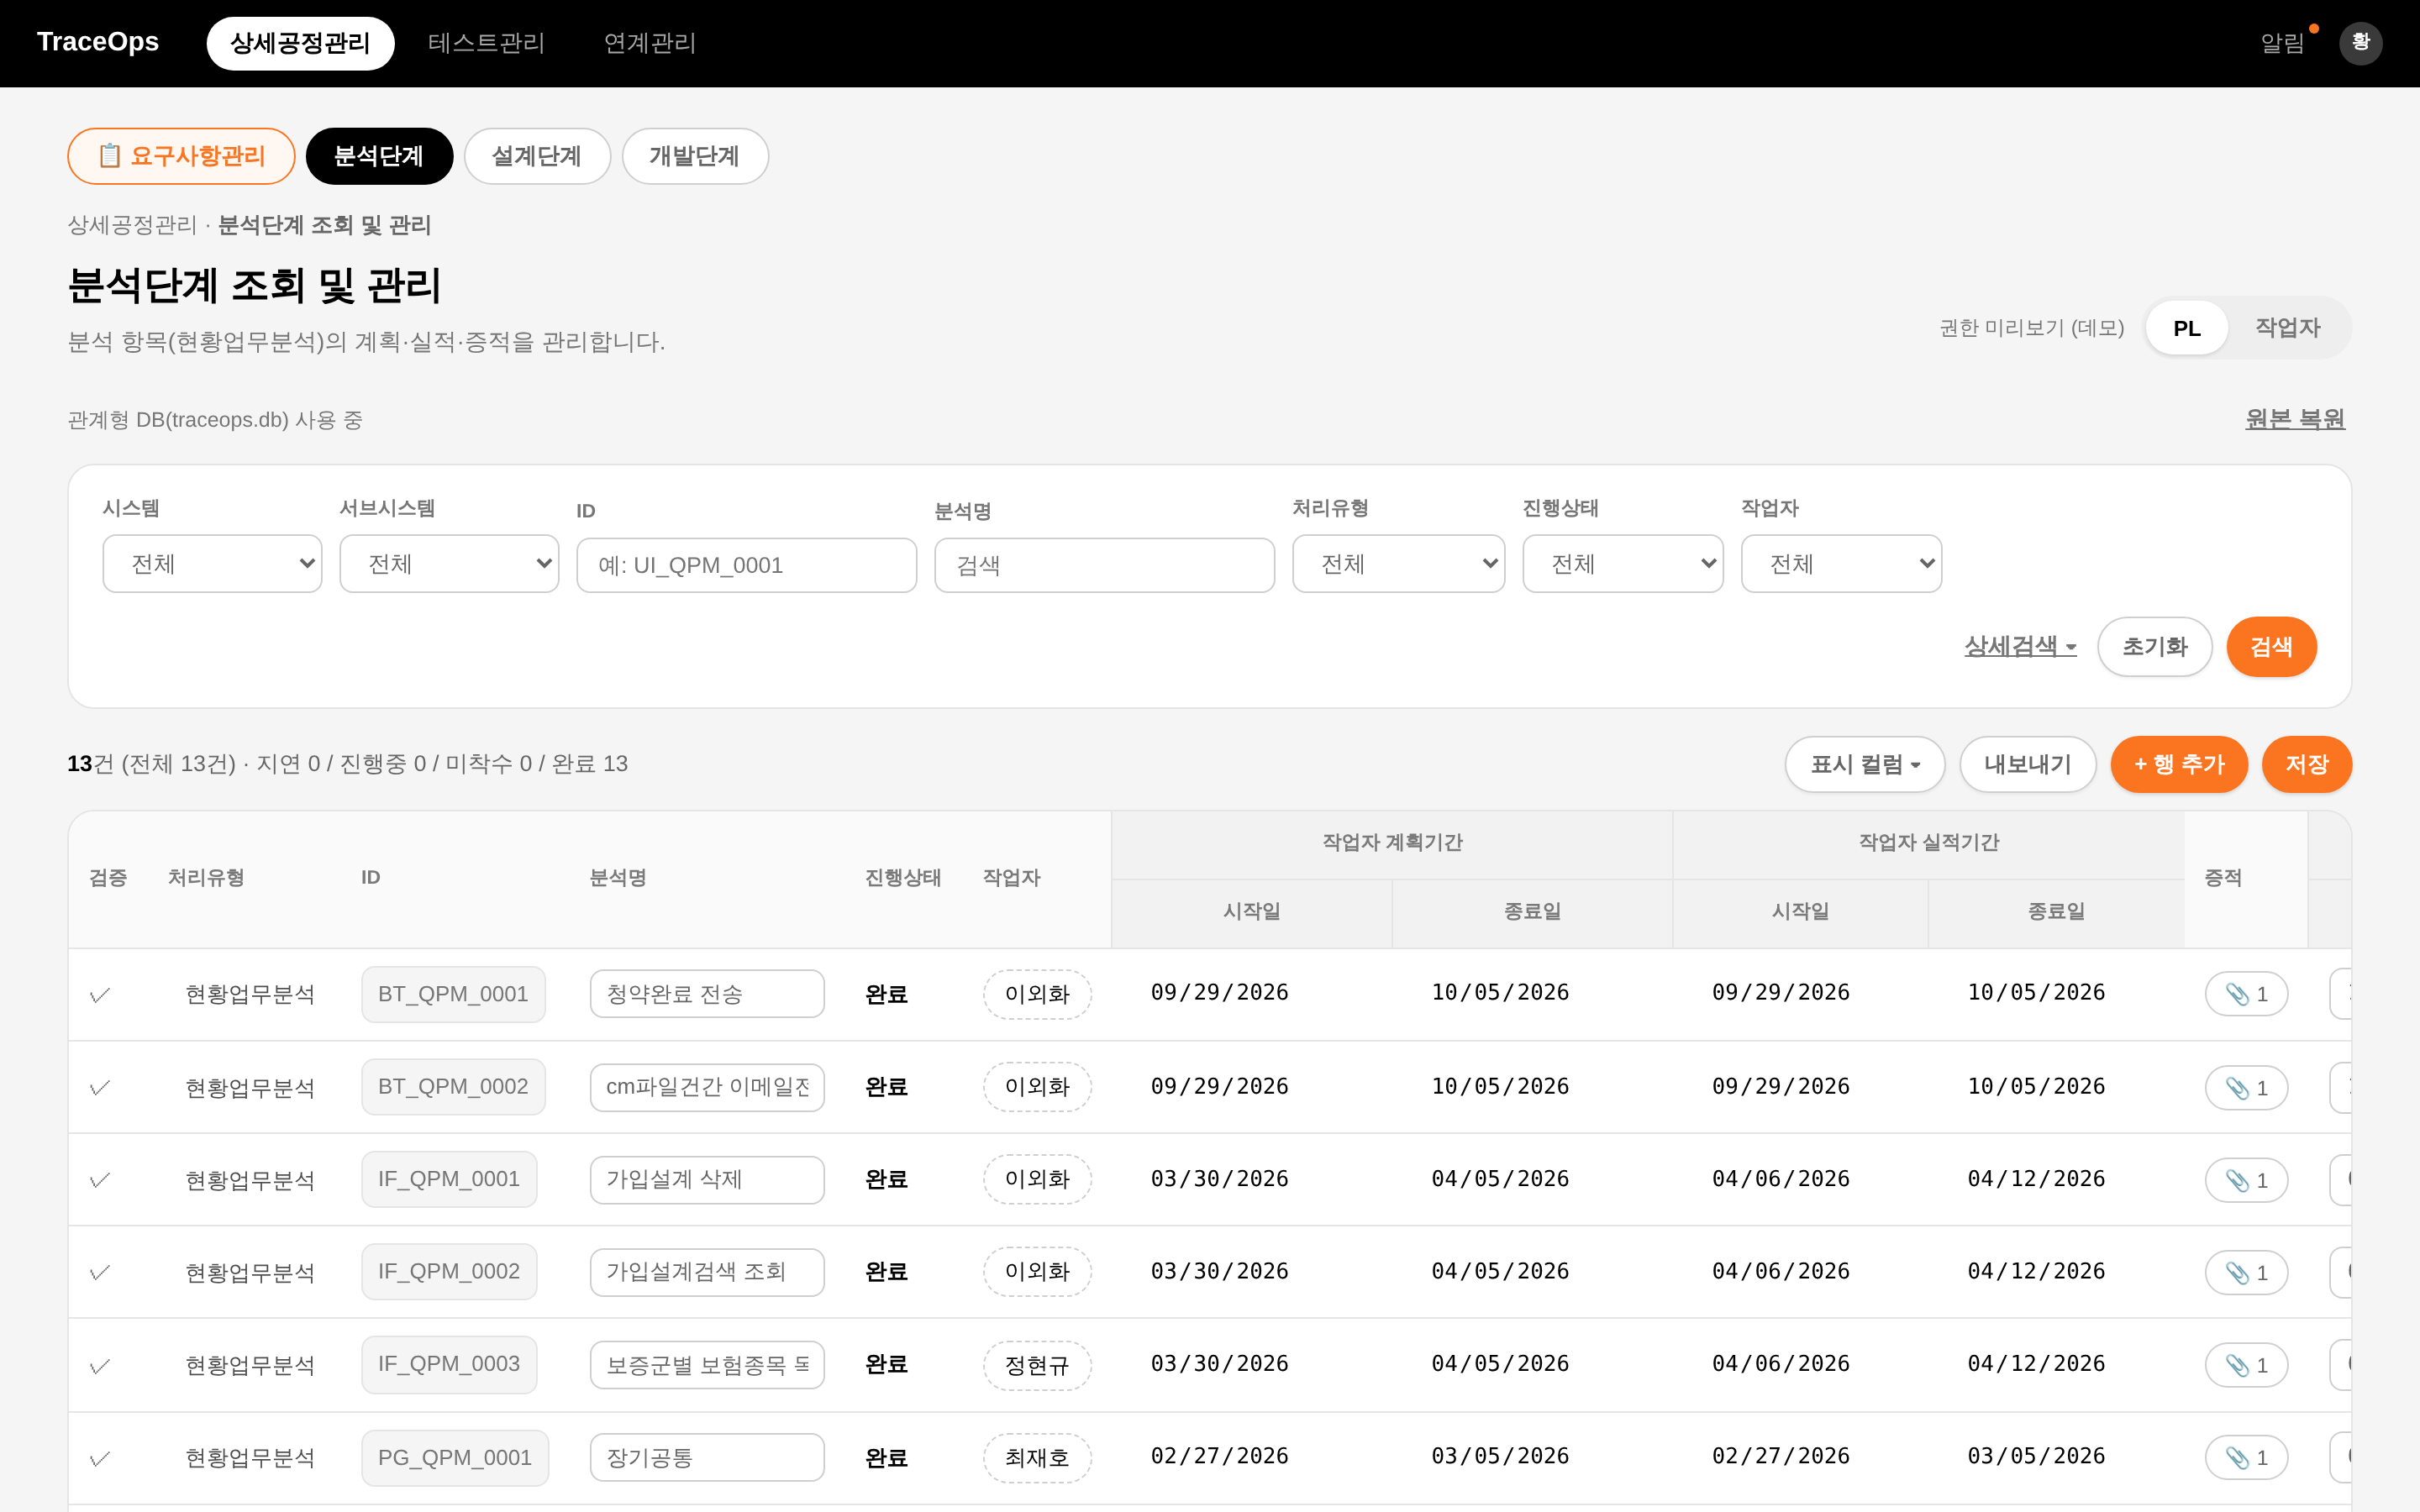 TraceOps 상세공정관리 테스트관리 연계관리 알림 황
📋 요구사항관리 분석단계 설계단계 개발단계
상세공정관리 · 분석단계 조회 및 관리
분석단계 조회 및 관리
분석 항목(현황업무분석)의 계획·실적·증적을 관리합니다.
권한 미리보기 (데모) PL 작업자
관계형 DB(traceops.db) 사용 중 원본 복원
시스템 서브시스템 ID 분석명 처리유형 진행상태 작업자
전체 전체 예: UI_QPM_0001 검색 전체 전체 전체
상세검색 초기화 검색
13건 (전체 13건) · 지연 0 / 진행중 0 / 미착수 0 / 완료 13 표시 컬럼 내보내기 + 행 추가 저장
검증 처리유형 ID 분석명 진행상태 작업자 작업자 계획기간 작업자 실적기간 증적
시작일 종료일 시작일 종료일
✓ 현황업무분석 BT_QPM_0001 청약완료 전송 완료 이외화 09/29/2026 10/05/2026 09/29/2026 10/05/2026 📎 1
✓ 현황업무분석 BT_QPM_0002 cm파일건간 완료 이외화 09/29/2026 10/05/2026 09/29/2026 10/05/2026 📎 1
✓ 현황업무분석 IF_QPM_0001 가입설계 삭제 완료 이외화 03/30/2026 04/05/2026 04/06/2026 04/12/2026 📎 1
✓ 현황업무분석 IF_QPM_0002 가입설계검색 조회 완료 이외화 03/30/2026 04/05/2026 04/06/2026 04/12/2026 📎 1
✓ 현황업무분석 IF_QPM_0003 보증군별 보험종목 완료 정현규 03/30/2026 04/05/2026 04/06/2026 04/12/2026 📎 1
✓ 현황업무분석 PG_QPM_0001 장기공통 완료 최재호 02/27/2026 03/05/2026 02/27/2026 03/05/2026 📎 1